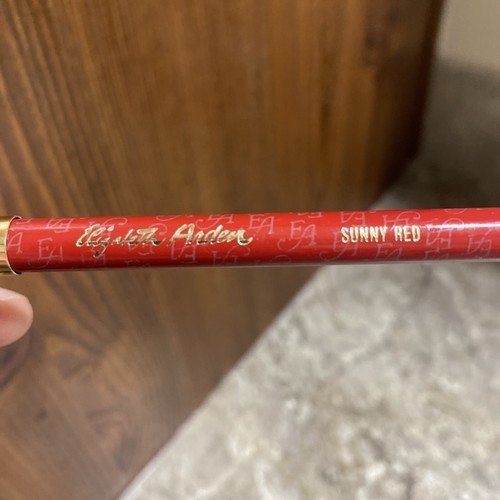 Elizabeth Arden SUNNY RED